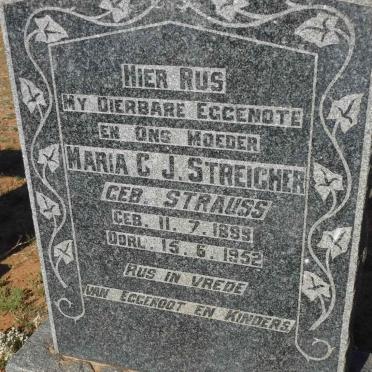 HIER RUS
MY DIERBARE EGGENOTE
EN ONS MOEDER
MARIA C J. STREICHER
GEB. STRAUSS
GEB. 11.7.1899
OORL. 15.6.1952
RUS IN VREDE
VAN EGGENOOT EN KINDERS